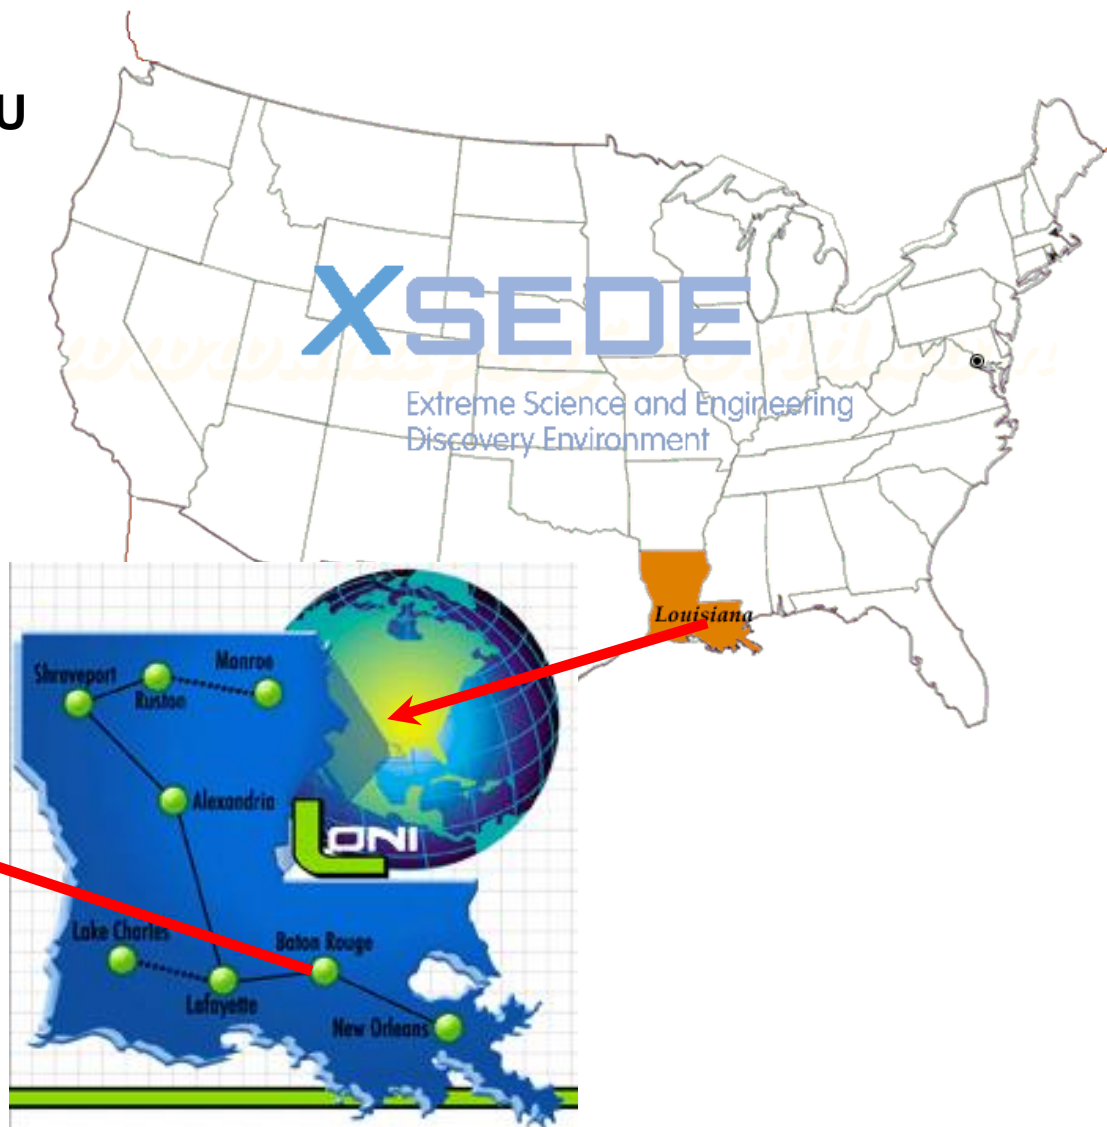 U
XSEDE
Extreme Science and Engineering
Discovery Environment
Louisiana
Monroe
Shreveport
Ruston
Alexandria
LONI
Lake Charles
Baton Rouge
Lafayette
New Orleans